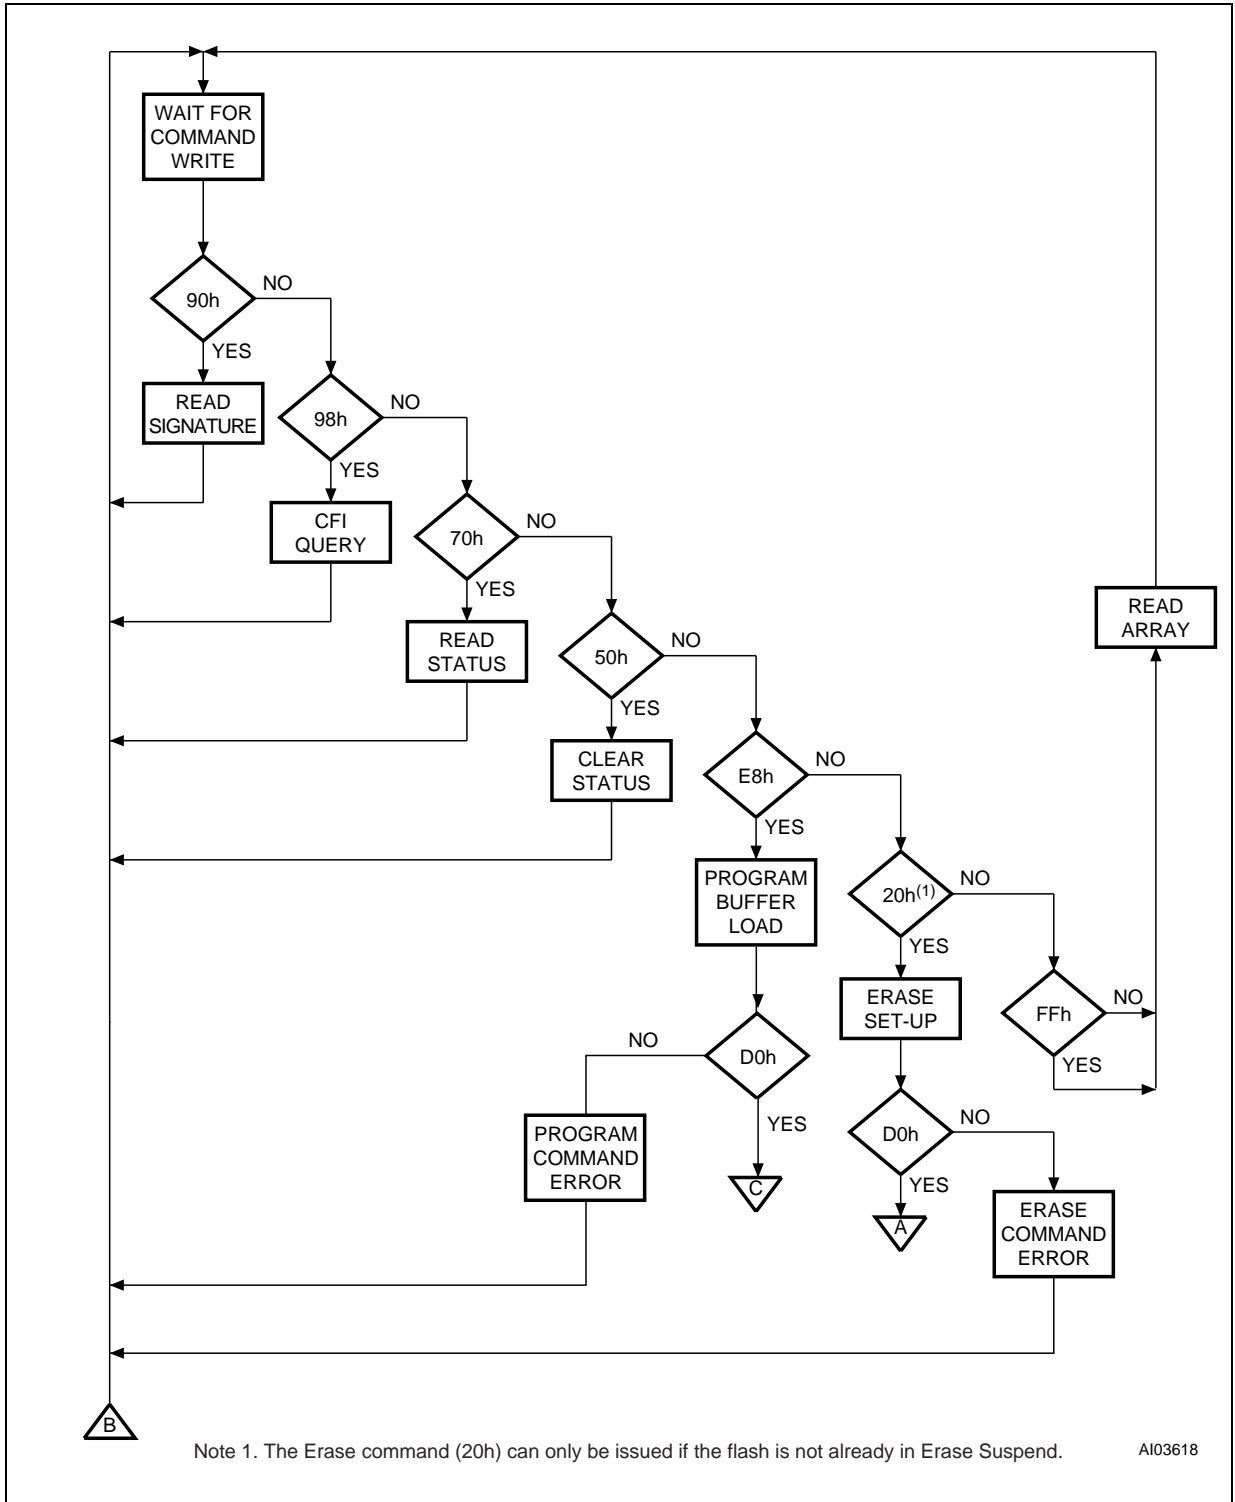 WAIT FOR
COMMAND
WRITE
90h
NO
YES
READ
SIGNATURE
98h
NO
YES
CFI
QUERY
70h
NO
YES
READ
STATUS
50h
NO
YES
CLEAR
STATUS
READ
ARRAY
E8h
NO
YES
PROGRAM
BUFFER
LOAD
20h(1)
NO
YES
ERASE
SET-UP
FFh
NO
YES
D0h
NO
YES
PROGRAM
COMMAND
ERROR
C
D0h
NO
YES
A
ERASE
COMMAND
ERROR
B
Note 1. The Erase command (20h) can only be issued if the flash is not already in Erase Suspend.
AI03618